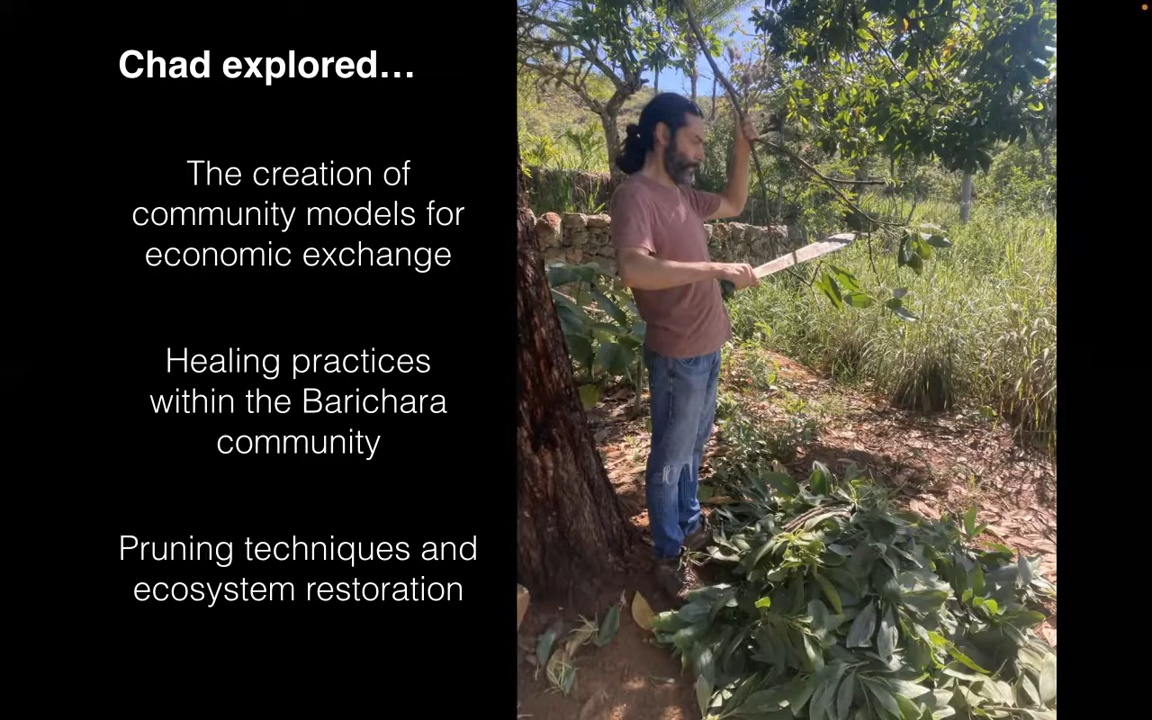 Chad explored…
The creation of
community models for
economic exchange
Healing practices
within the Barichara
community
Pruning techniques and
ecosystem restoration